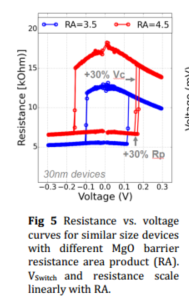 RA=3.5 RA=4.5
20
15
10
5
Resistance [kOhm]
+30% Vc
+30% Rp
30nm devices
-0.3 -0.2 -0.1 0.0 0.1 0.2 0.3
Voltage (V)
Fig 5 Resistance vs. voltage
curves for similar size devices
with different MgO barrier
resistance area product (RA).
VSwitch and resistance scale
linearly with RA.